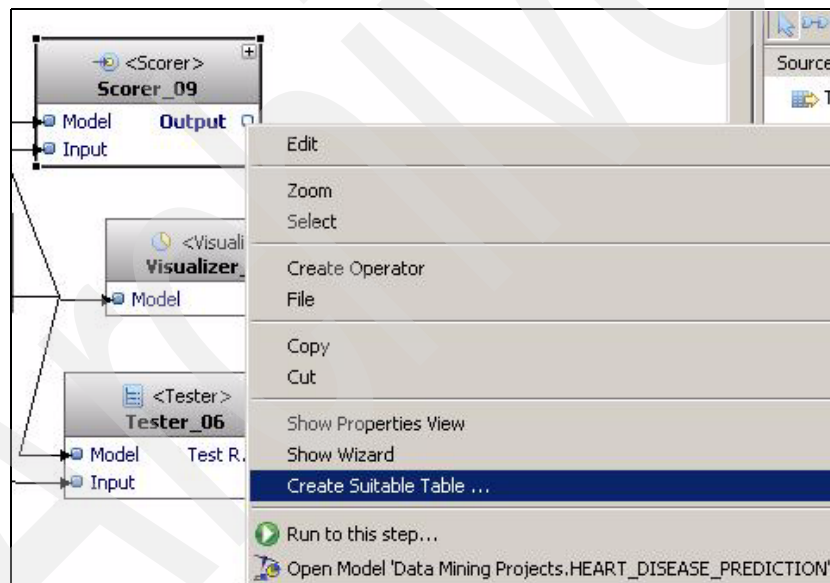 <Scorer>
Scorer_09
Model Output
Input
<Visuali
Visualizer_
Model
<Tester>
Tester_06
Model Test R.
Input
Edit
Zoom
Select
Create Operator
File
Copy
Cut
Show Properties View
Show Wizard
Create Suitable Table ...
Run to this step...
Open Model 'Data Mining Projects.HEART_DISEASE_PREDICTION'
Source
T